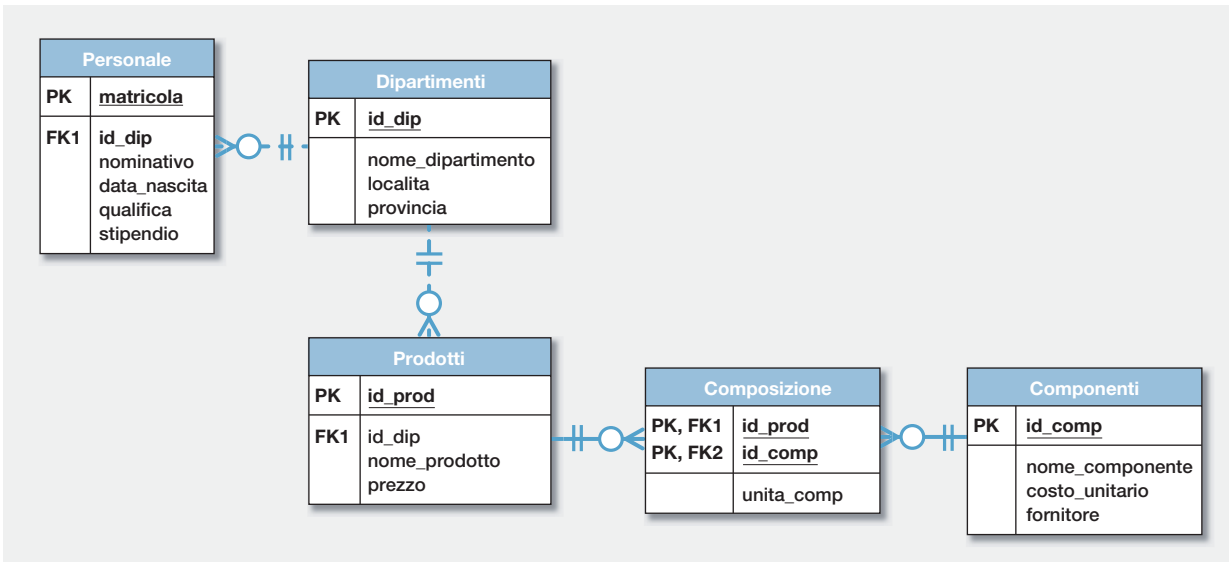 Personale
PK matricola
FK1 id_dip
nominativo
data_nascita
qualifica
stipendio
Dipartimenti
PK id_dip
nome_dipartimento
localita
provincia
Prodotti
PK id_prod
FK1 id_dip
nome_prodotto
prezzo
Composizione
PK, FK1 id_prod
PK, FK2 id_comp
unita_comp
Componenti
PK id_comp
nome_componente
costo_unitario
fornitore